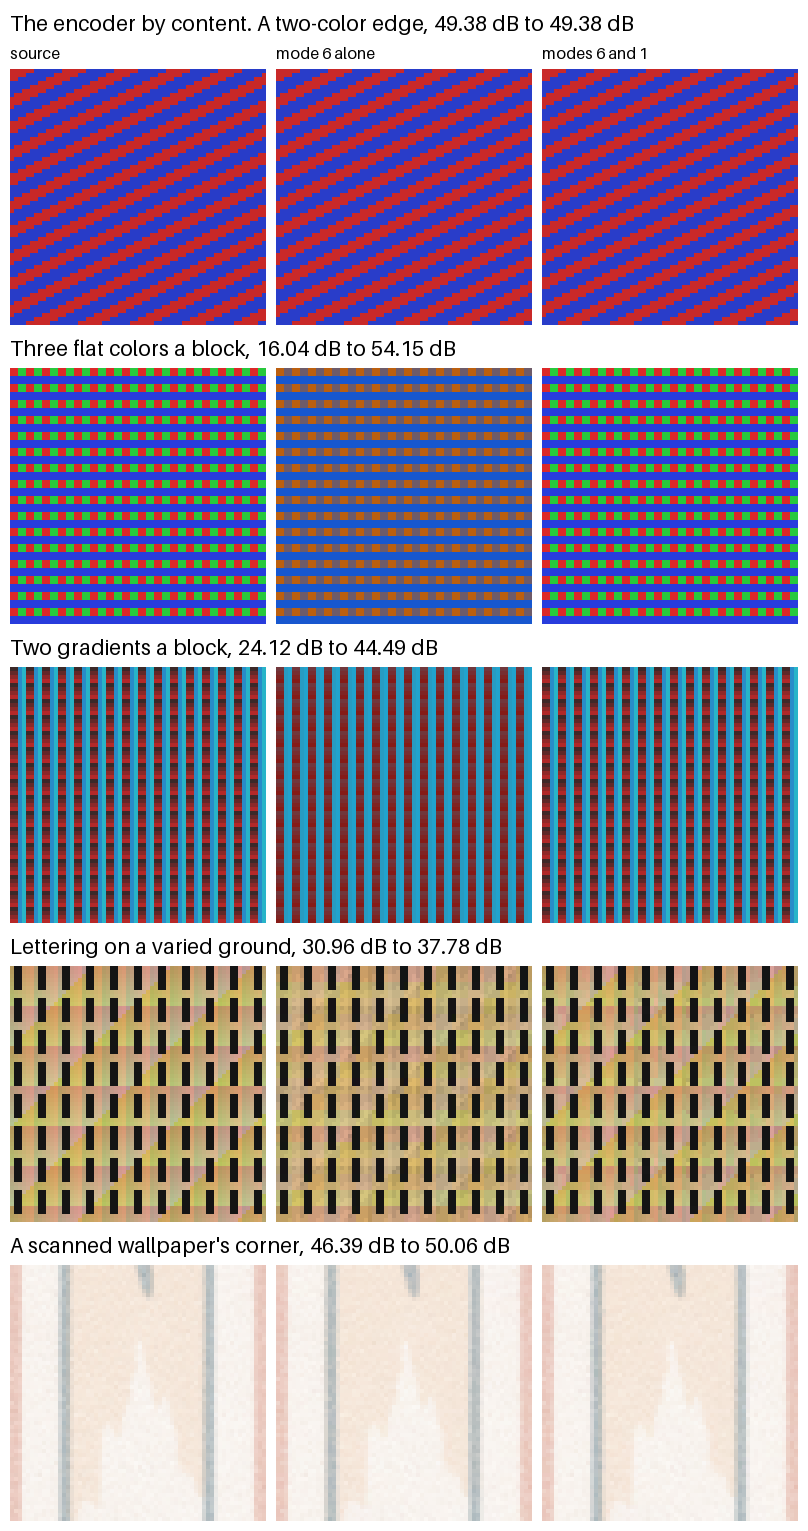 The encoder by content. A two-color edge, 49.38 dB to 49.38 dB
source
mode 6 alone
modes 6 and 1
Three flat colors a block, 16.04 dB to 54.15 dB
Two gradients a block, 24.12 dB to 44.49 dB
Lettering on a varied ground, 30.96 dB to 37.78 dB
A scanned wallpaper's corner, 46.39 dB to 50.06 dB